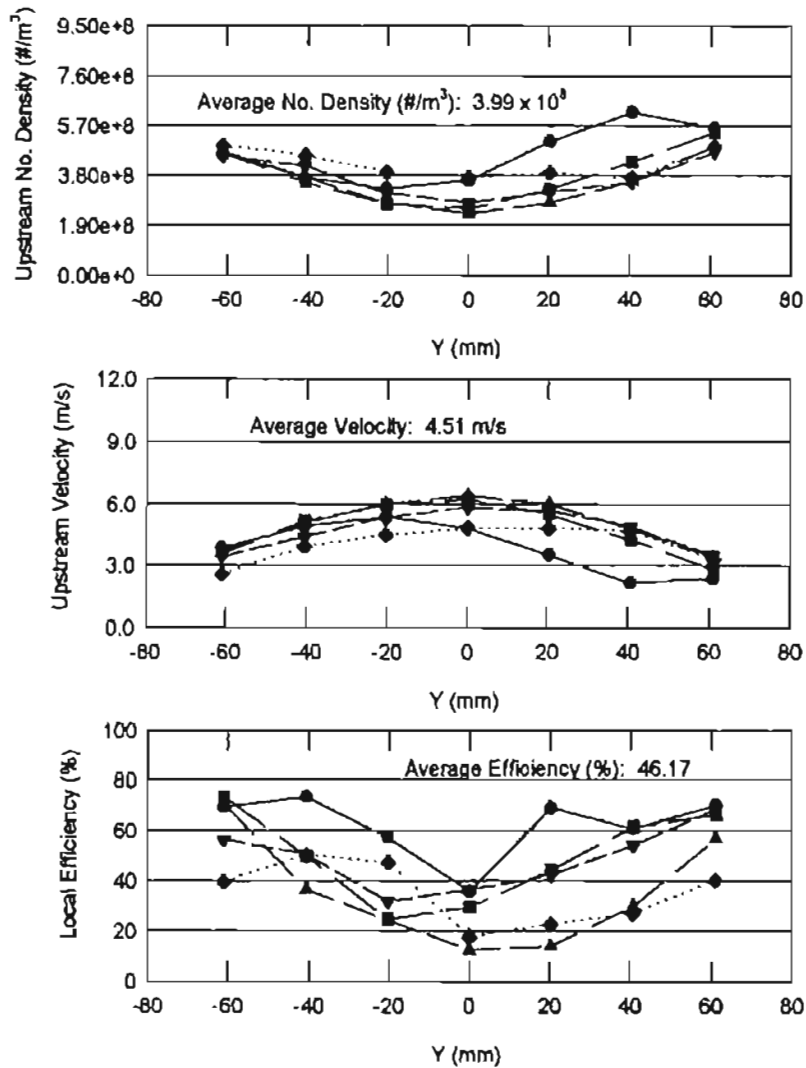 Upstream No. Density (#/m³)
9.50e+8
7.60e+8
5.70e+8
3.80e+8
1.90e+8
0.00e+0
Average No. Density (#/m³): 3.99 x 10⁸
-80 -60 -40 -20 0 20 40 60 80
Y (mm)
Upstream Velocity (m/s)
12.0
9.0
6.0
3.0
0.0
Average Velocity: 4.51 m/s
-80 -60 -40 -20 0 20 40 60 80
Y (mm)
Local Efficiency (%)
100
80
60
40
20
0
Average Efficiency (%): 46.17
-80 -60 -40 -20 0 20 40 60 80
Y (mm)